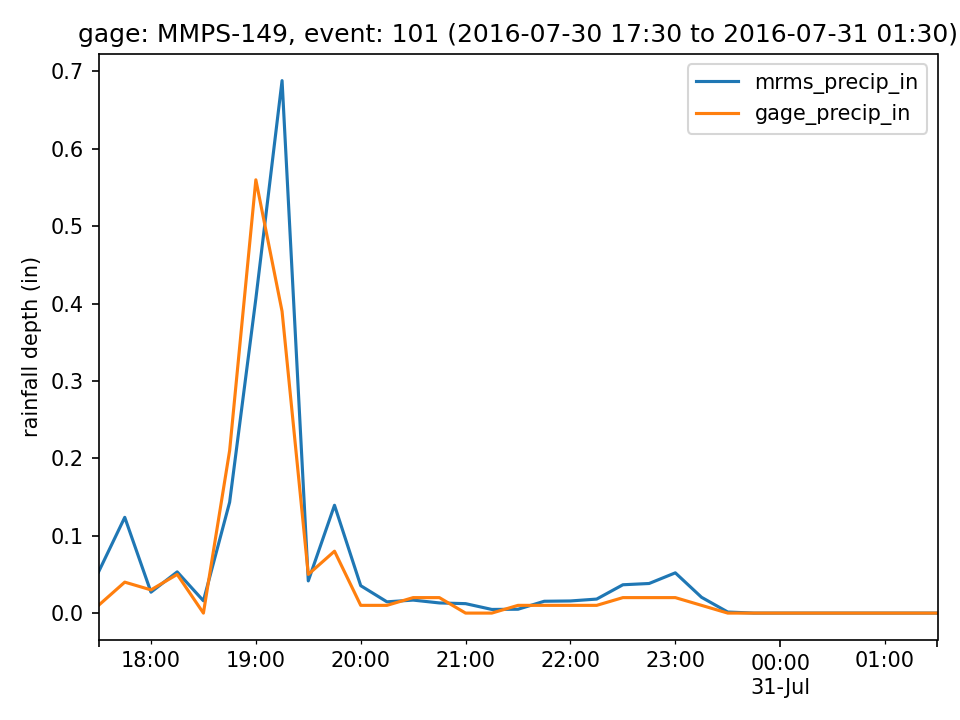 gage: MMPS-149, event: 101 (2016-07-30 17:30 to 2016-07-31 01:30)
mrms_precip_in
gage_precip_in
rainfall depth (in)
0.7
0.6
0.5
0.4
0.3
0.2
0.1
0.0
18:00 19:00 20:00 21:00 22:00 23:00 00:00 01:00
31-Jul